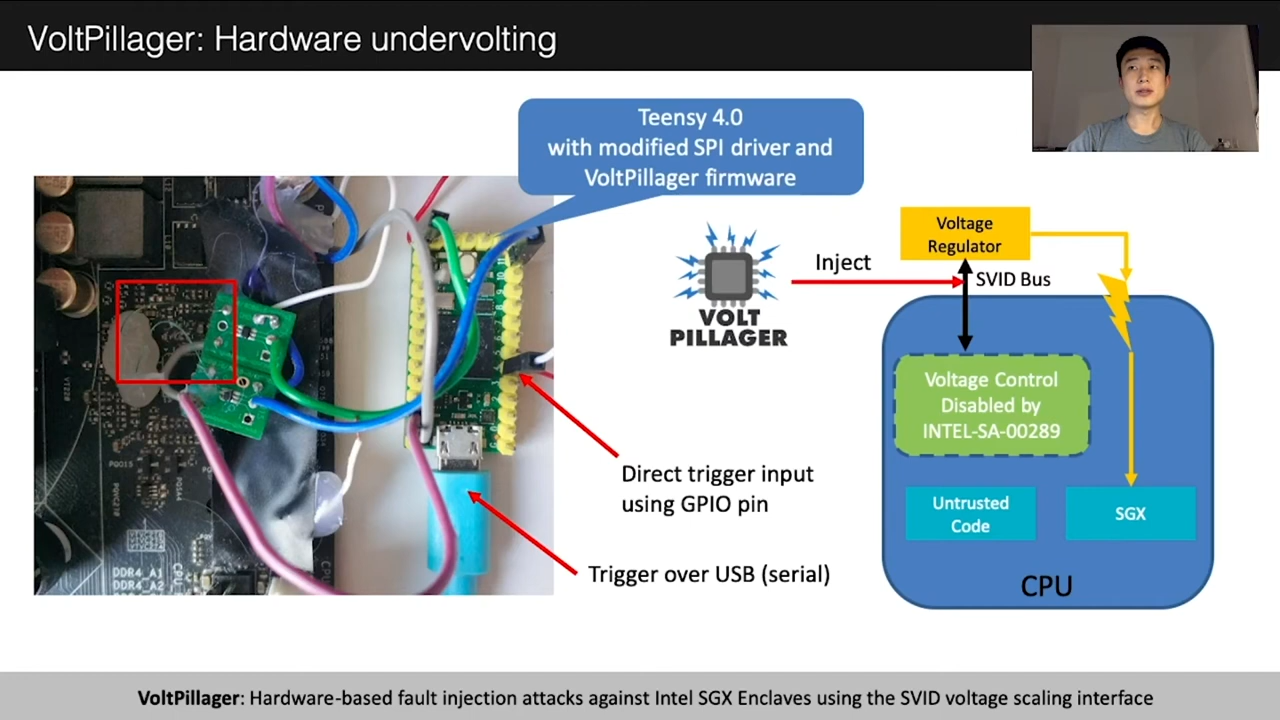 VoltPillager: Hardware undervolting
Teensy 4.0
with modified SPI driver and
VoltPillager firmware
VOLT
PILLAGER
Inject
Voltage
Regulator
SVID Bus
Voltage Control
Disabled by
INTEL-SA-00289
Untrusted
Code
SGX
CPU
Direct trigger input
using GPIO pin
Trigger over USB (serial)
DDR4_A1
DDR4_A2
VoltPillager: Hardware-based fault injection attacks against Intel SGX Enclaves using the SVID voltage scaling interface